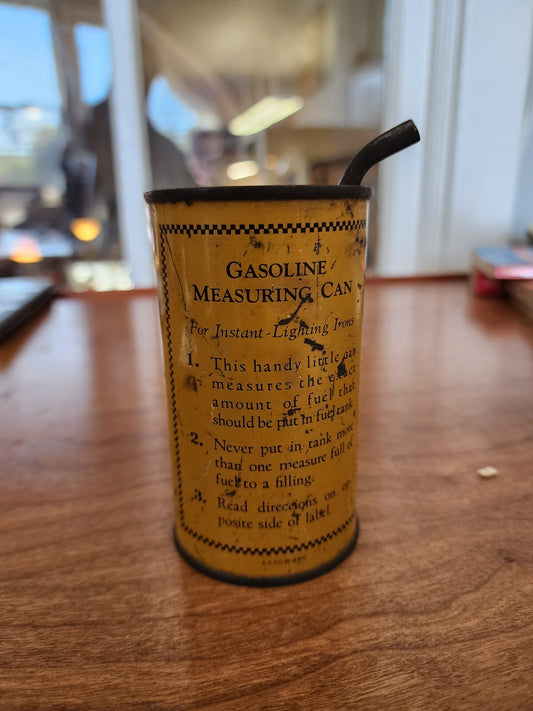 GASOLINE
MEASURING CAN
For Instant-Lighting Irons
1. This handy little can
measures the exact
amount of fuel that
should be put in fuel tank
2. Never put in tank more
than one measure full of
fuel to a filling.
3. Read directions on op
posite side of label.